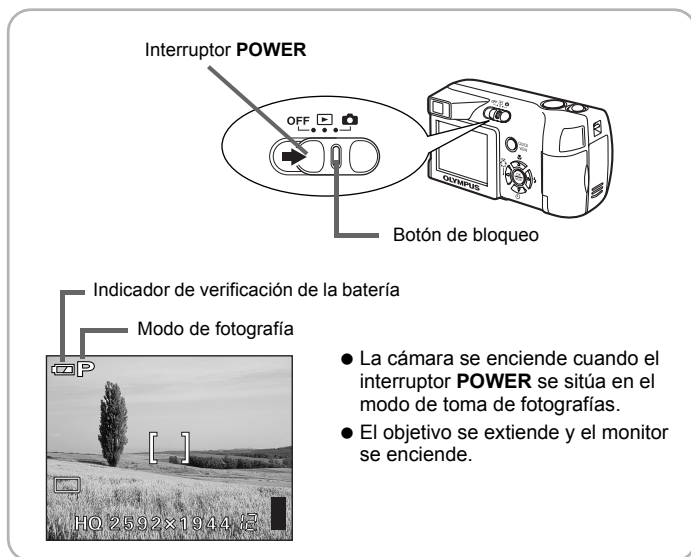 Interruptor POWER
OFF
QUICK VIEW
OLYMPUS
Botón de bloqueo
Indicador de verificación de la batería
Modo de fotografía
P
HQ 2592×1944 12
● La cámara se enciende cuando el
interruptor POWER se sitúa en el
modo de toma de fotografías.
● El objetivo se extiende y el monitor
se enciende.